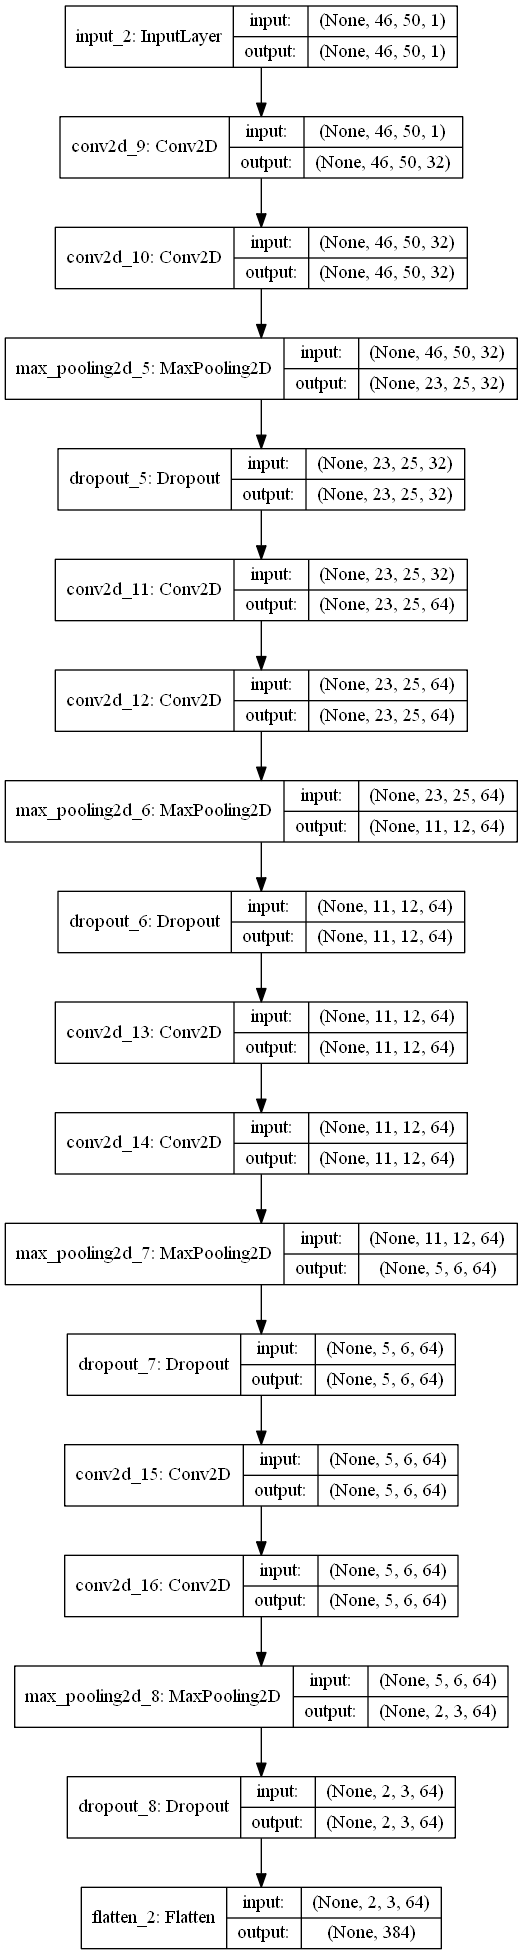 input_2: InputLayer
input: (None, 46, 50, 1)
output: (None, 46, 50, 1)
conv2d_9: Conv2D
input: (None, 46, 50, 1)
output: (None, 46, 50, 32)
conv2d_10: Conv2D
input: (None, 46, 50, 32)
output: (None, 46, 50, 32)
max_pooling2d_5: MaxPooling2D
input: (None, 46, 50, 32)
output: (None, 23, 25, 32)
dropout_5: Dropout
input: (None, 23, 25, 32)
output: (None, 23, 25, 32)
conv2d_11: Conv2D
input: (None, 23, 25, 32)
output: (None, 23, 25, 64)
conv2d_12: Conv2D
input: (None, 23, 25, 64)
output: (None, 23, 25, 64)
max_pooling2d_6: MaxPooling2D
input: (None, 23, 25, 64)
output: (None, 11, 12, 64)
dropout_6: Dropout
input: (None, 11, 12, 64)
output: (None, 11, 12, 64)
conv2d_13: Conv2D
input: (None, 11, 12, 64)
output: (None, 11, 12, 64)
conv2d_14: Conv2D
input: (None, 11, 12, 64)
output: (None, 11, 12, 64)
max_pooling2d_7: MaxPooling2D
input: (None, 11, 12, 64)
output: (None, 5, 6, 64)
dropout_7: Dropout
input: (None, 5, 6, 64)
output: (None, 5, 6, 64)
conv2d_15: Conv2D
input: (None, 5, 6, 64)
output: (None, 5, 6, 64)
conv2d_16: Conv2D
input: (None, 5, 6, 64)
output: (None, 5, 6, 64)
max_pooling2d_8: MaxPooling2D
input: (None, 5, 6, 64)
output: (None, 2, 3, 64)
dropout_8: Dropout
input: (None, 2, 3, 64)
output: (None, 2, 3, 64)
flatten_2: Flatten
input: (None, 2, 3, 64)
output: (None, 384)